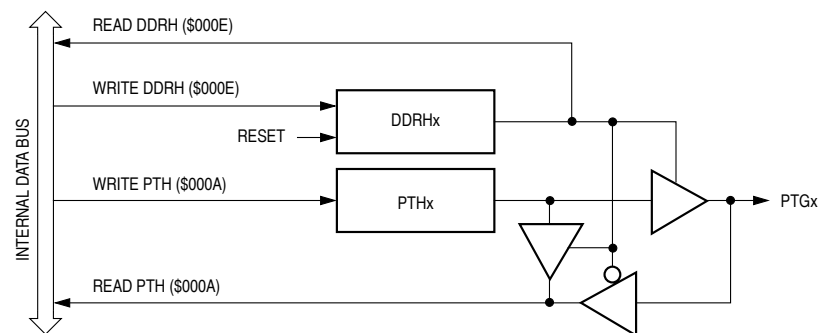 READ DDRH ($000E)
WRITE DDRH ($000E)
DDRHx
RESET
WRITE PTH ($000A)
PTHx
PTGx
READ PTH ($000A)
INTERNAL DATA BUS